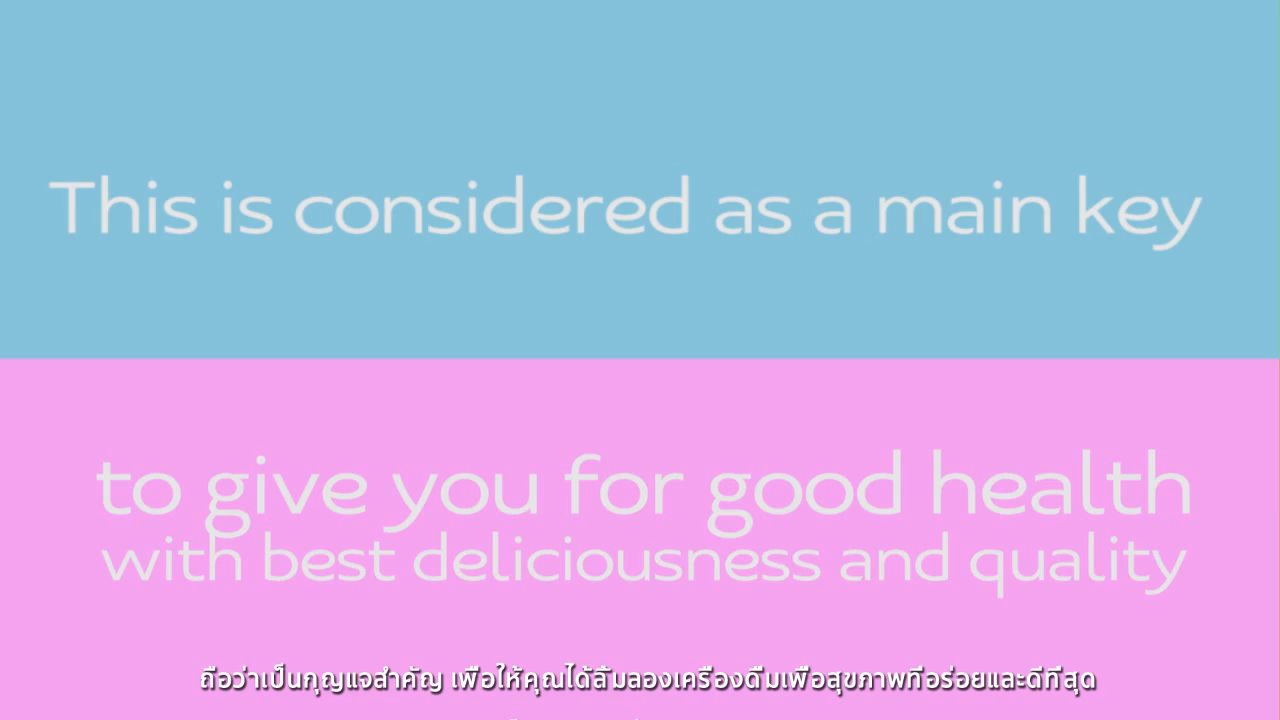 This is considered as a main key
to give you for good health
with best deliciousness and quality
ถือว่าเป็นกุญแจสำคัญ เพื่อให้คุณได้ลิ้มลองเครื่องดื่มเพื่อสุขภาพที่อร่อยและดีที่สุด